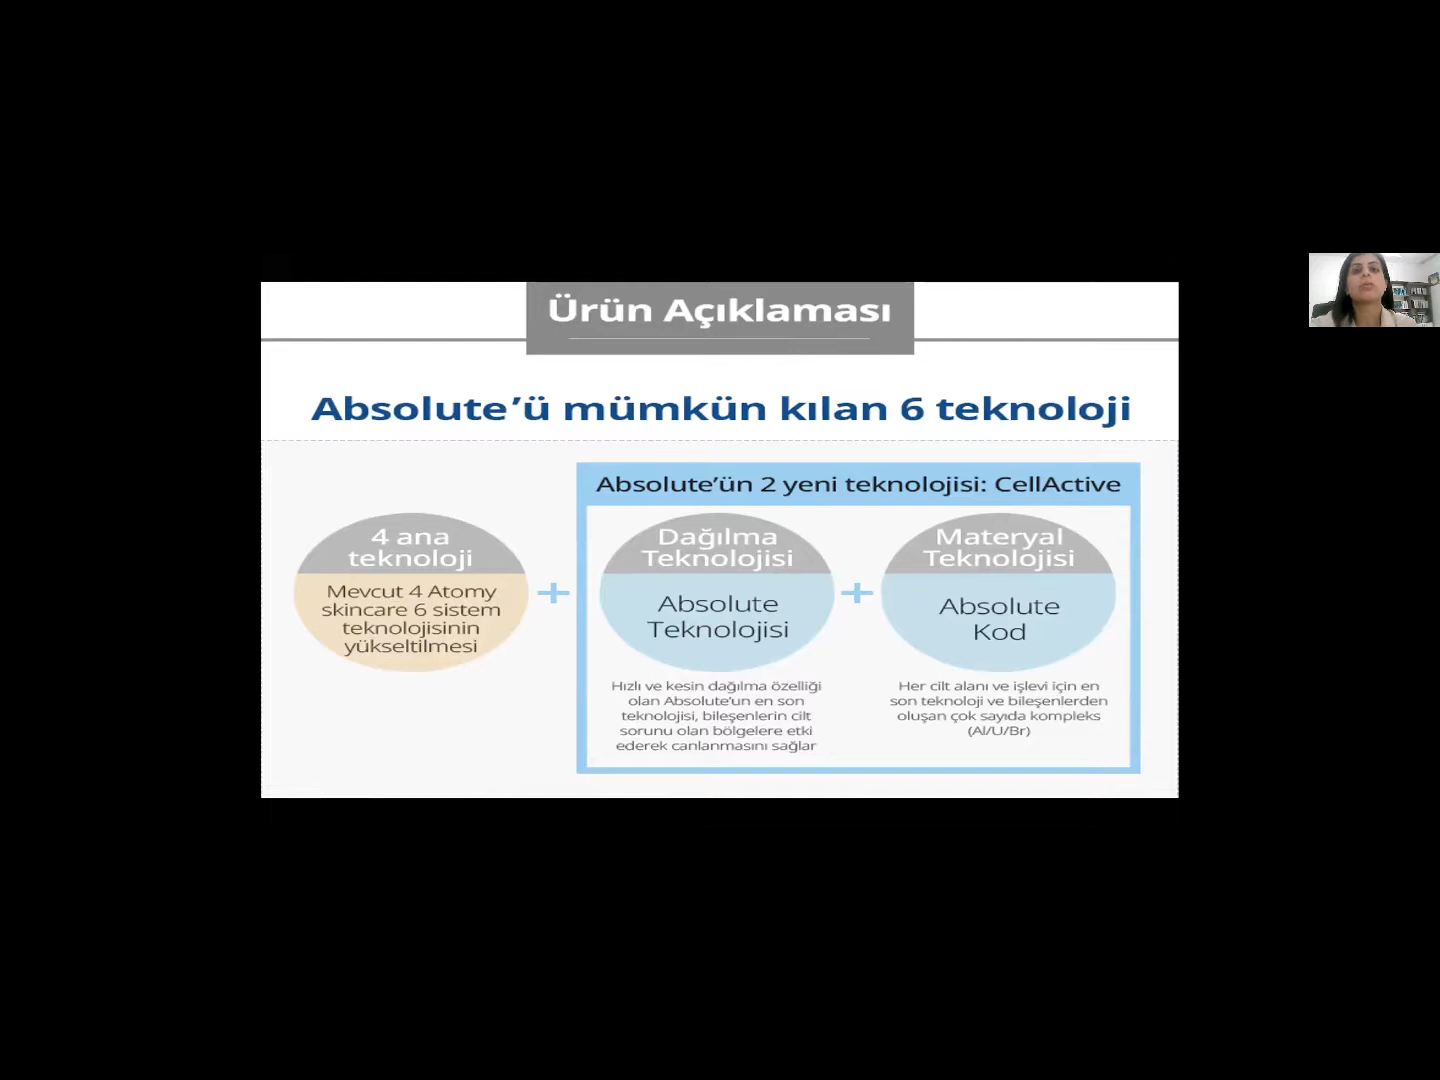 Ürün Açıklaması
Absolute’ü mümkün kılan 6 teknoloji
Absolute’ün 2 yeni teknolojisi: CellActive
4 ana
teknoloji
Mevcut 4 Atomy
skincare 6 sistem
teknolojisinin
yükseltilmesi
+
Dağılma
Teknolojisi
Absolute
Teknolojisi
Hızlı ve kesin dağılma özelliği
olan Absolute’un en son
teknolojisi, bileşenlerin cilt
sorunu olan bölgelere etki
ederek canlanmasını sağlar
+
Materyal
Teknolojisi
Absolute
Kod
Her cilt alanı ve işlevi için en
son teknoloji ve bileşenlerden
oluşan çok sayıda kompleks
(Al/U/Br)